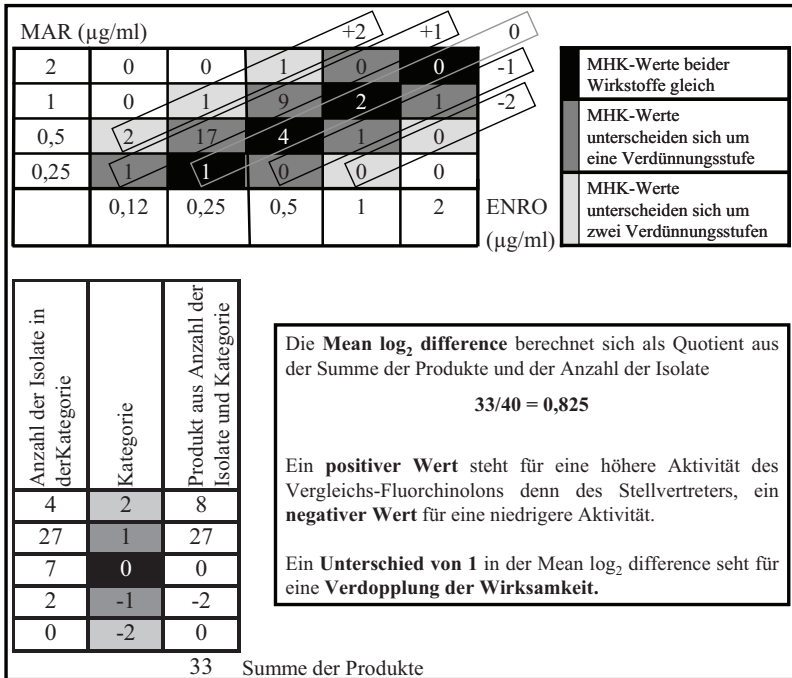 MAR (µg/ml) +2 +1 0
2 0 0 1 0 0 -1
1 0 1 9 2 1 -2
0,5 2 17 4 1 0
0,25 1 1 0 0 0
0,12 0,25 0,5 1 2 ENRO
(µg/ml)
MHK-Werte beider
Wirkstoffe gleich
MHK-Werte
unterscheiden sich um
eine Verdünnungsstufe
MHK-Werte
unterscheiden sich um
zwei Verdünnungsstufen
Anzahl der Isolate in
derKategorie
Kategorie
Produkt aus Anzahl der
Isolate und Kategorie
4 2 8
27 1 27
7 0 0
2 -1 -2
0 -2 0
33 Summe der Produkte
Die Mean log₂ difference berechnet sich als Quotient aus
der Summe der Produkte und der Anzahl der Isolate
33/40 = 0,825
Ein positiver Wert steht für eine höhere Aktivität des
Vergleichs-Fluorchinolons denn des Stellvertreters, ein
negativer Wert für eine niedrigere Aktivität.
Ein Unterschied von 1 in der Mean log₂ difference seht für
eine Verdopplung der Wirksamkeit.